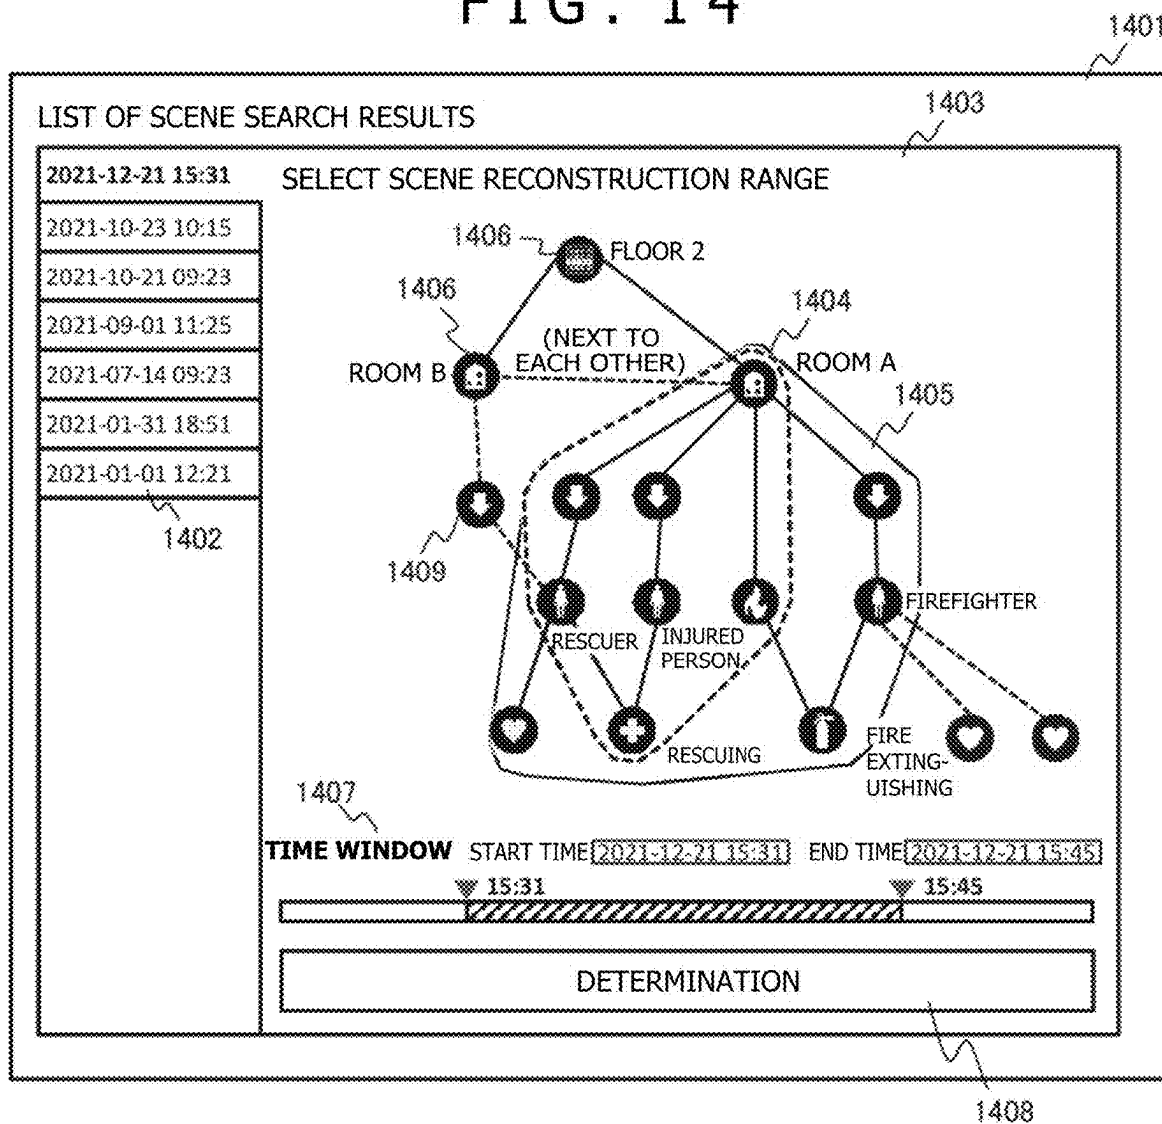 FIG. 14
1401
LIST OF SCENE SEARCH RESULTS
1403
2021-12-21 15:31
SELECT SCENE RECONSTRUCTION RANGE
2021-10-23 10:15
2021-10-21 09:23
2021-09-01 11:25
2021-07-14 09:23
2021-01-31 18:51
2021-01-01 12:21
1402
1406
FLOOR 2
1406
1404
(NEXT TO
EACH OTHER)
ROOM B
ROOM A
1405
1409
RESCUER
INJURED
PERSON
FIREFIGHTER
RESCUING
FIRE
EXTING-
UISHING
1407
TIME WINDOW
START TIME 2021-12-21 15:31
END TIME 2021-12-21 15:45
15:31
15:45
DETERMINATION
1408